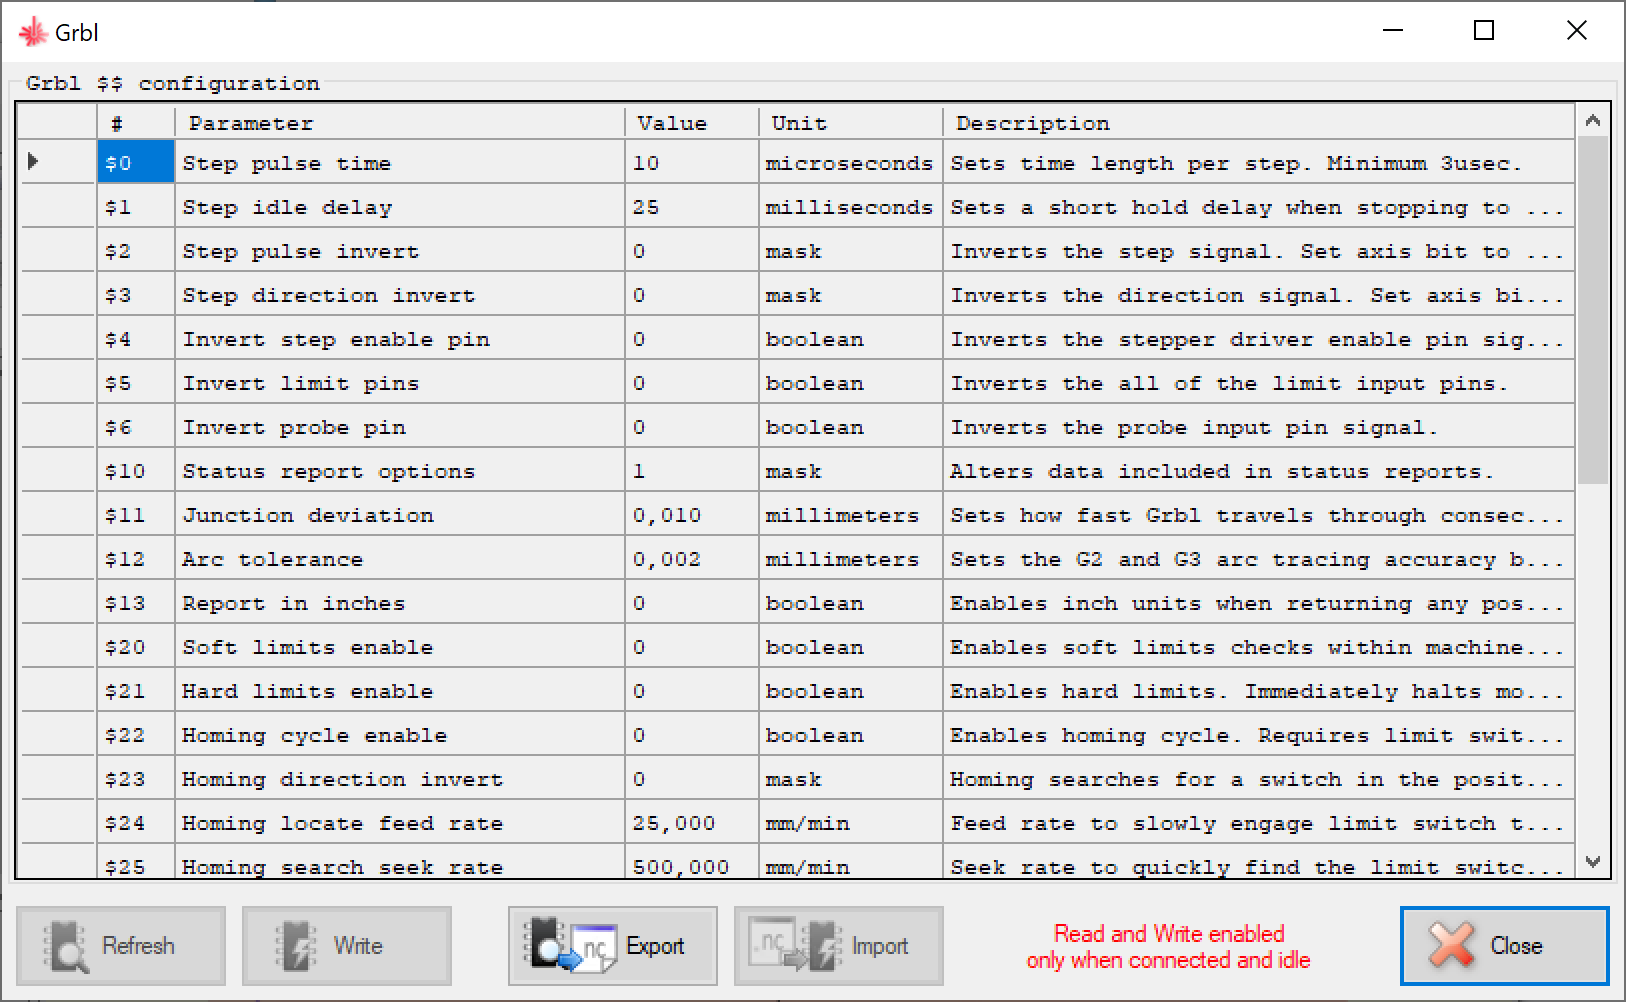 Grbl
Grbl $$ configuration
# Parameter Value Unit Description
$0 Step pulse time 10 microseconds Sets time length per step. Minimum 3usec.
$1 Step idle delay 25 milliseconds Sets a short hold delay when stopping to ...
$2 Step pulse invert 0 mask Inverts the step signal. Set axis bit to ...
$3 Step direction invert 0 mask Inverts the direction signal. Set axis bi...
$4 Invert step enable pin 0 boolean Inverts the stepper driver enable pin sig...
$5 Invert limit pins 0 boolean Inverts the all of the limit input pins.
$6 Invert probe pin 0 boolean Inverts the probe input pin signal.
$10 Status report options 1 mask Alters data included in status reports.
$11 Junction deviation 0,010 millimeters Sets how fast Grbl travels through consec...
$12 Arc tolerance 0,002 millimeters Sets the G2 and G3 arc tracing accuracy b...
$13 Report in inches 0 boolean Enables inch units when returning any pos...
$20 Soft limits enable 0 boolean Enables soft limits checks within machine...
$21 Hard limits enable 0 boolean Enables hard limits. Immediately halts mo...
$22 Homing cycle enable 0 boolean Enables homing cycle. Requires limit swit...
$23 Homing direction invert 0 mask Homing searches for a switch in the posit...
$24 Homing locate feed rate 25,000 mm/min Feed rate to slowly engage limit switch t...
$25 Homing search seek rate 500,000 mm/min Seek rate to quickly find the limit switc...
Refresh
Write
nc
Export
.nc
Import
Read and Write enabled
only when connected and idle
Close